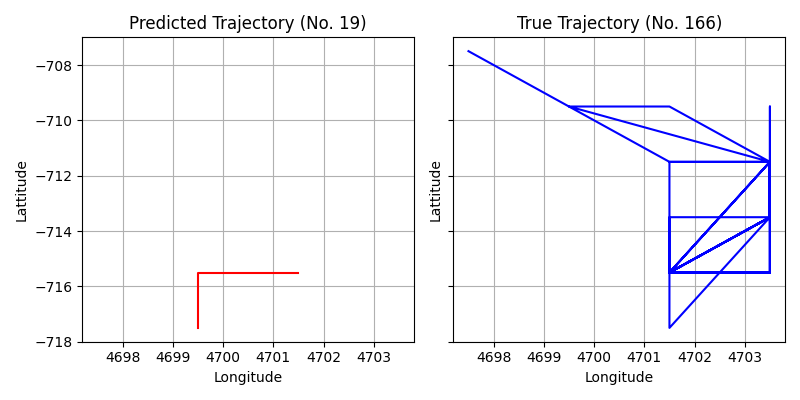 Predicted Trajectory (No. 19)
True Trajectory (No. 166)
−708
−710
−712
−714
−716
−718
Lattitude
Lattitude
4698 4699 4700 4701 4702 4703
4698 4699 4700 4701 4702 4703
Longitude
Longitude